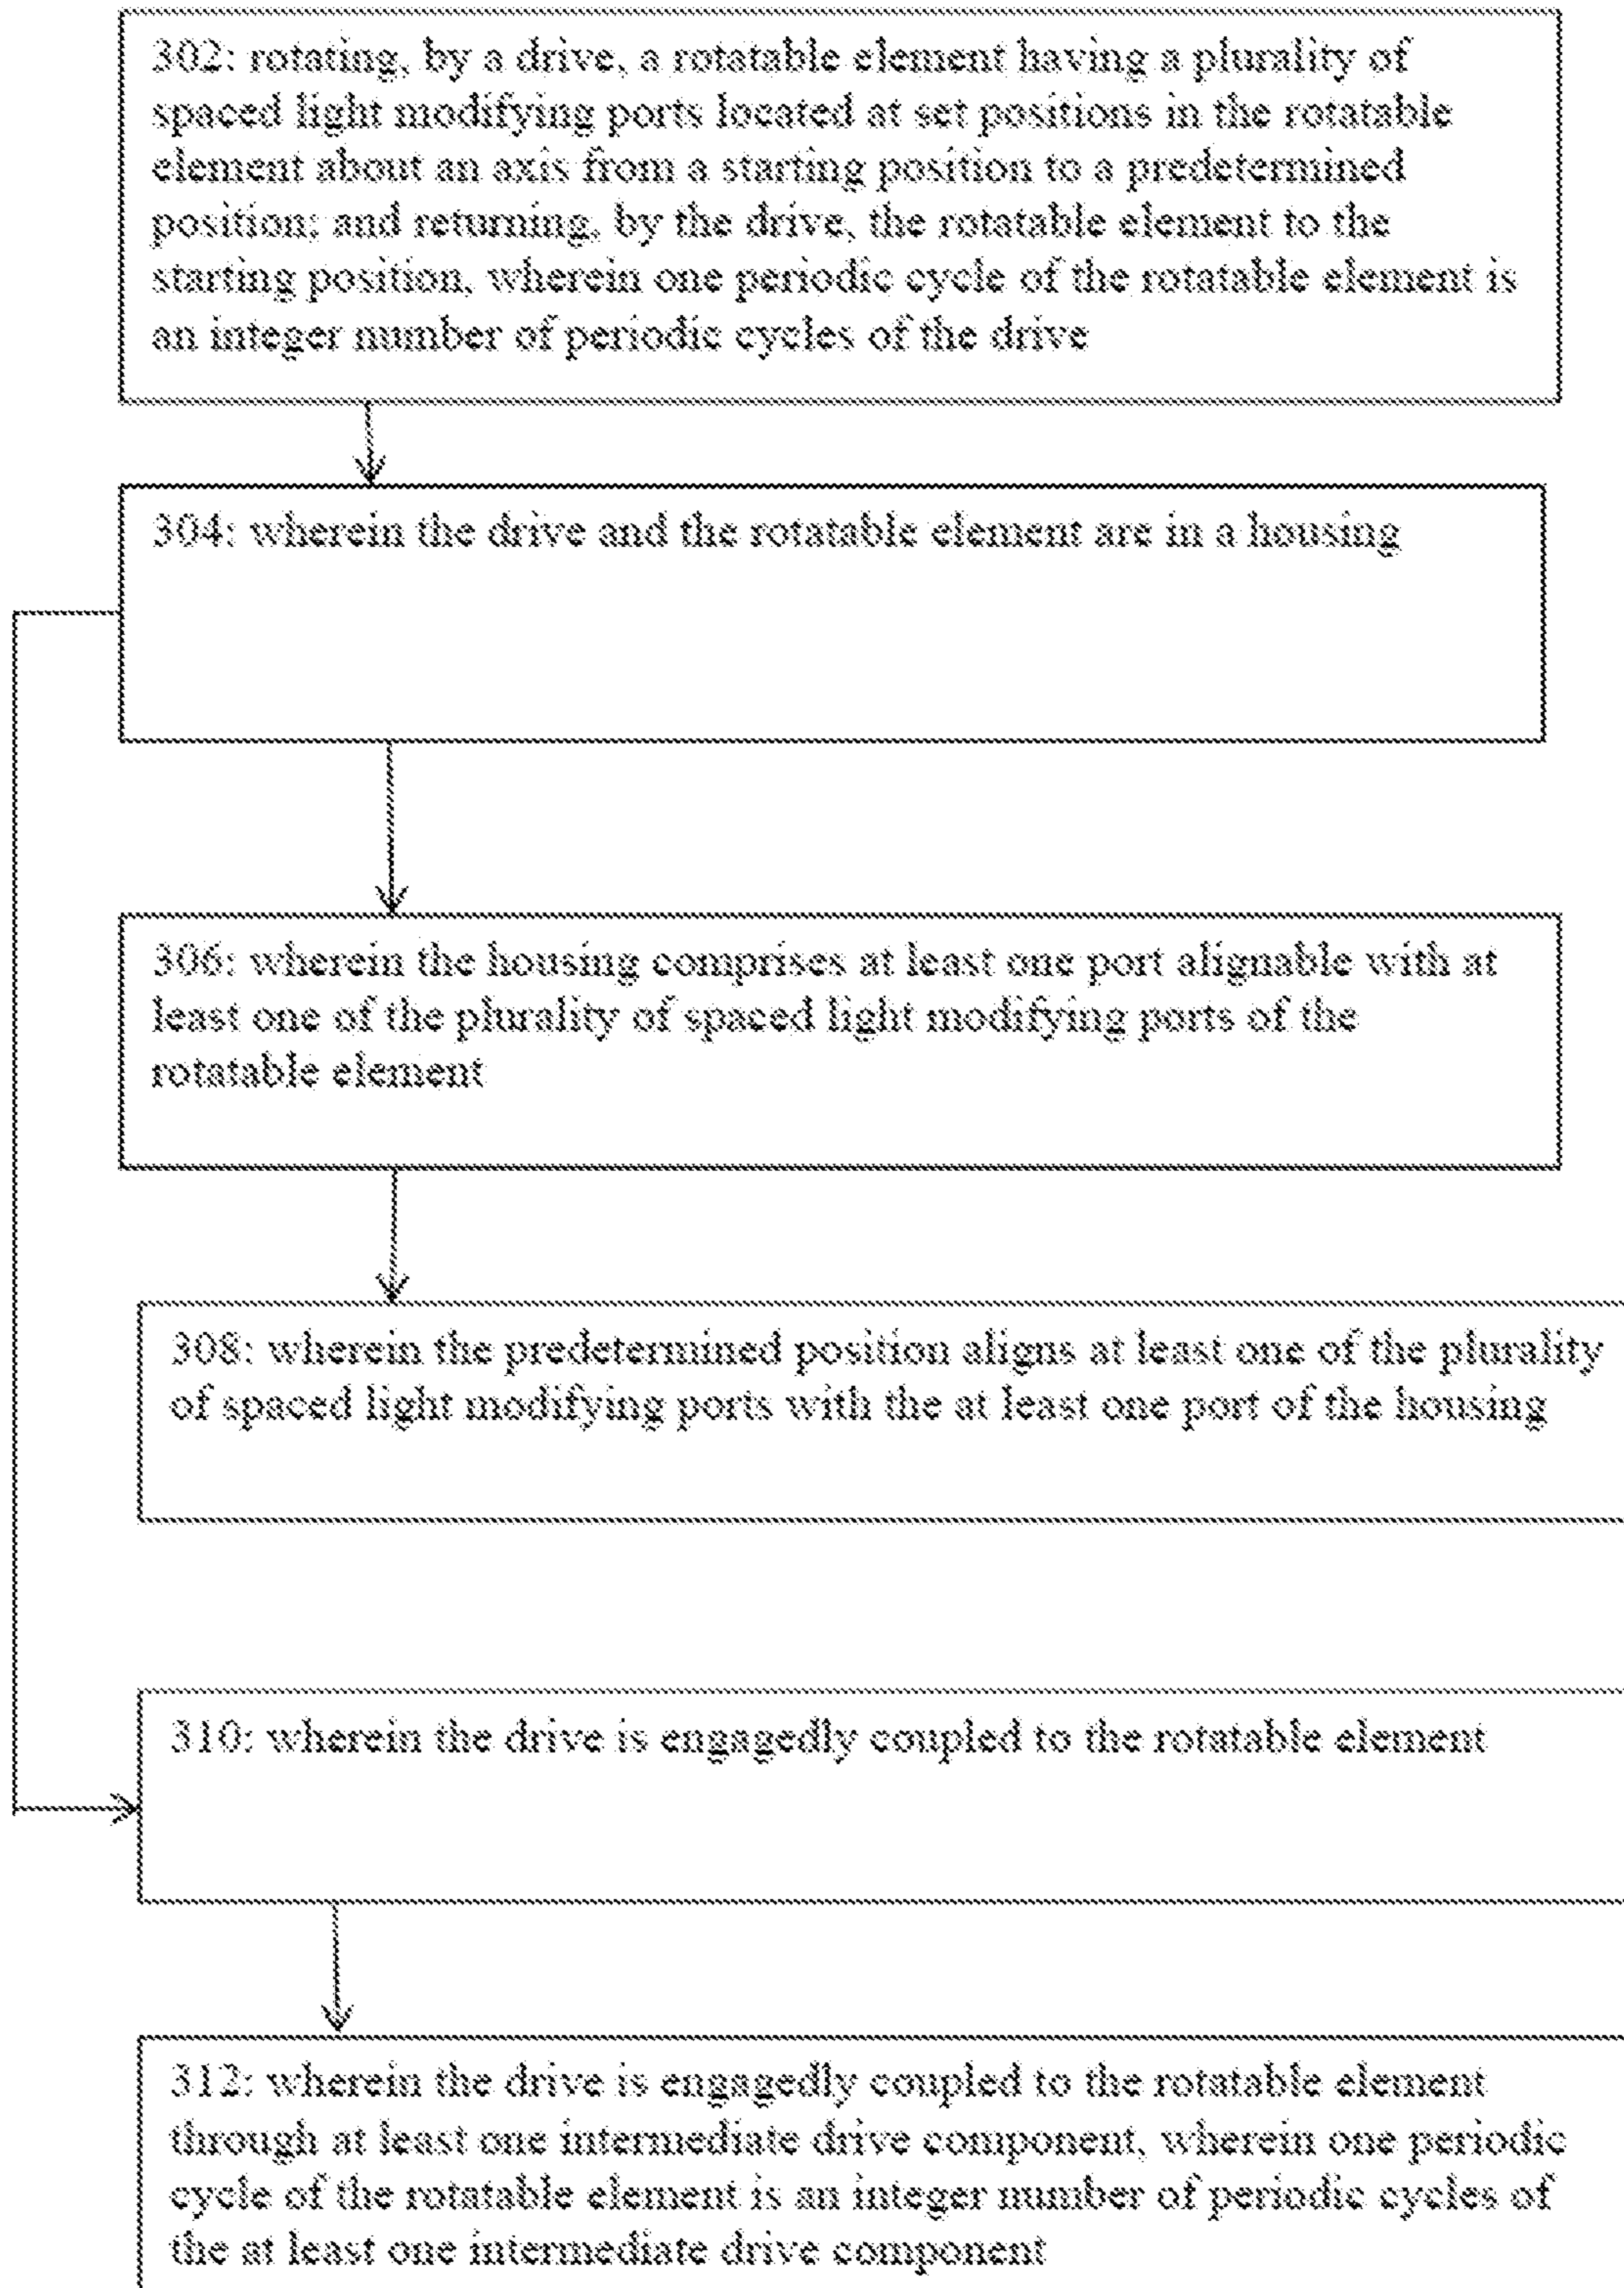 302: rotating, by a drive, a rotatable element having a plurality of
spaced light modifying ports located at set positions in the rotatable
element about an axis from a starting position to a predetermined
position; and returning, by the drive, the rotatable element to the
starting position, wherein one periodic cycle of the rotatable element is
an integer number of periodic cycles of the drive
304: wherein the drive and the rotatable element are in a housing
306: wherein the housing comprises at least one port alignable with at
least one of the plurality of spaced light modifying ports of the
rotatable element
308: wherein the predetermined position aligns at least one of the plurality
of spaced light modifying ports with the at least one port of the housing
310: wherein the drive is engagedly coupled to the rotatable element
312: wherein the drive is engagedly coupled to the rotatable element
through at least one intermediate drive component, wherein one periodic
cycle of the rotatable element is an integer number of periodic cycles of
the at least one intermediate drive component